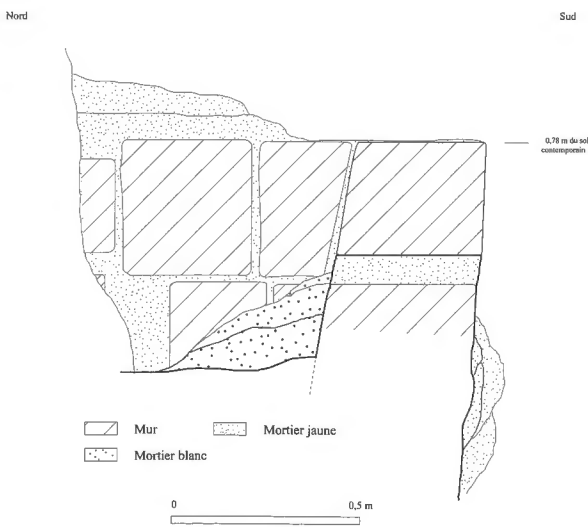 Nord
Sud
0,78 m du sol
contemporain
Mur
Mortier jaune
Mortier blanc
0
0,5 m